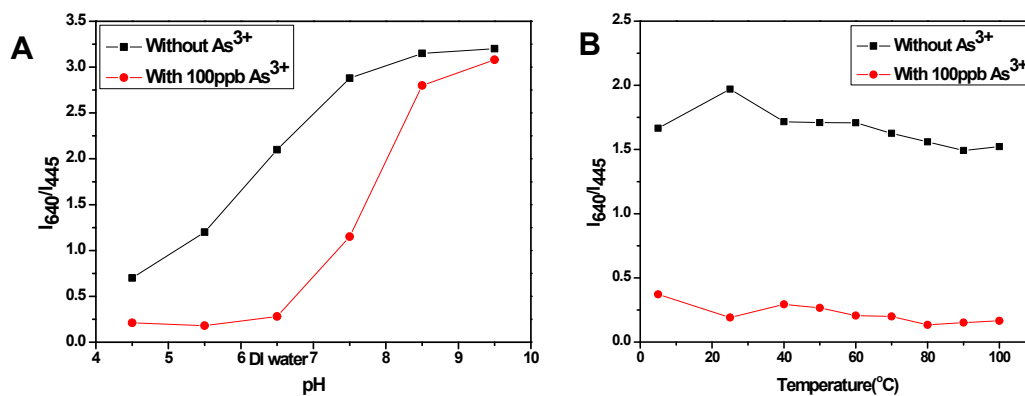 A
Without As³⁺
With 100ppb As³⁺
I₆₄₀/I₄₄₅
3.5
3.0
2.5
2.0
1.5
1.0
0.5
0.0
4 5 6 DI water 7 8 9 10
pH
B
Without As³⁺
With 100ppb As³⁺
I₆₄₀/I₄₄₅
2.5
2.0
1.5
1.0
0.5
0.0
0 20 40 60 80 100
Temperature(°C)